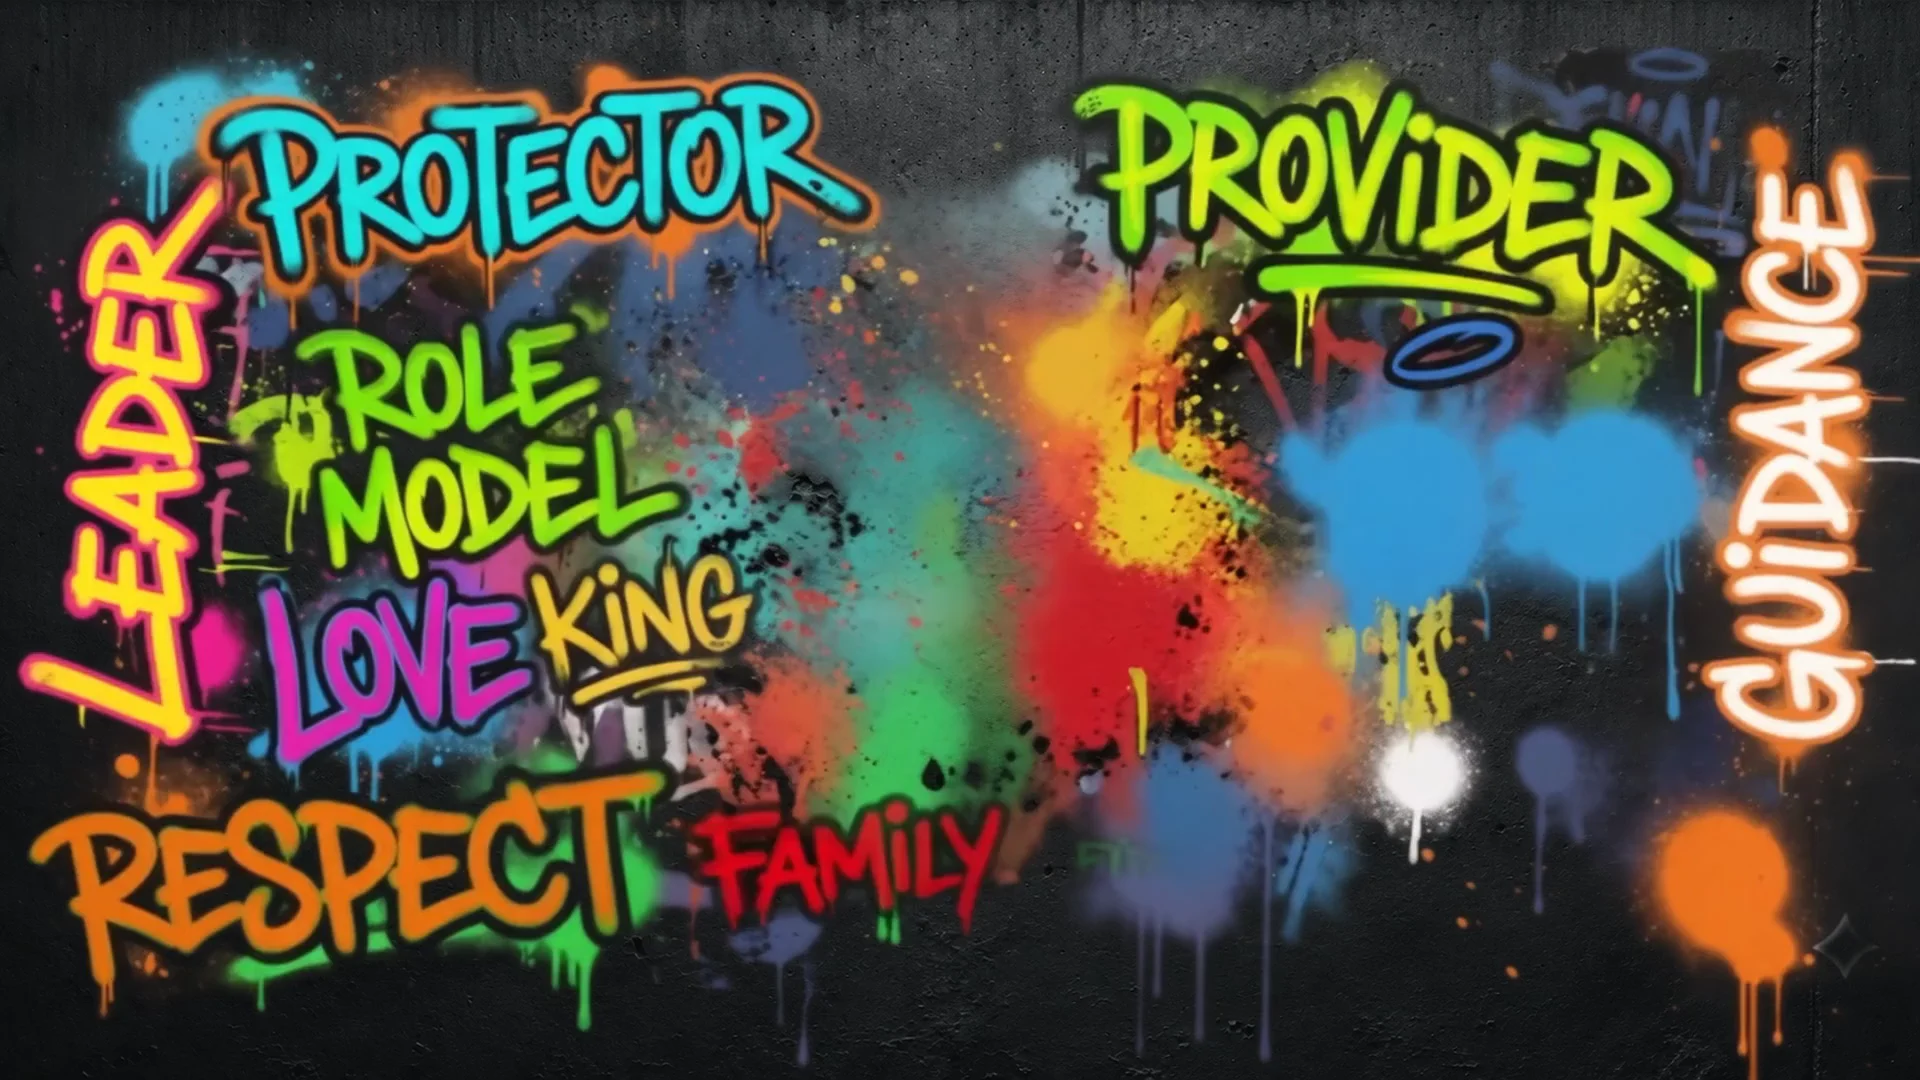 PROTECTOR
PROVIDER
LEADER
GUIDANCE
ROLE
MODEL
LOVE
KING
RESPECT
FAMILY